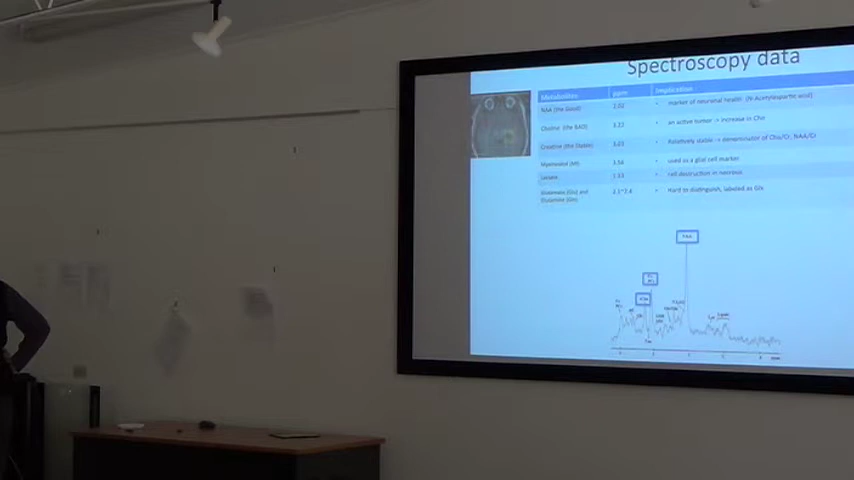 Spectroscopy data
Metabolites ppm Implication
NAA (the Good) 2.02 • marker of neuronal health: (N-Acetylaspartic acid)
Choline (the BAD) 3.22 • an active tumor -> increase in Cho
Creatine (the Stable) 3.03 • Relatively stable -> denominator of Cho/Cr, NAA/Cr
Myoinositol (MI) 3.56 • used as a glial cell marker
Lactate 1.33 • cell destruction in necrosis
Glutamate (Glu) and 2.1~2.4 • Hard to distinguish, labeled as Glx
Glutamine (Gln)